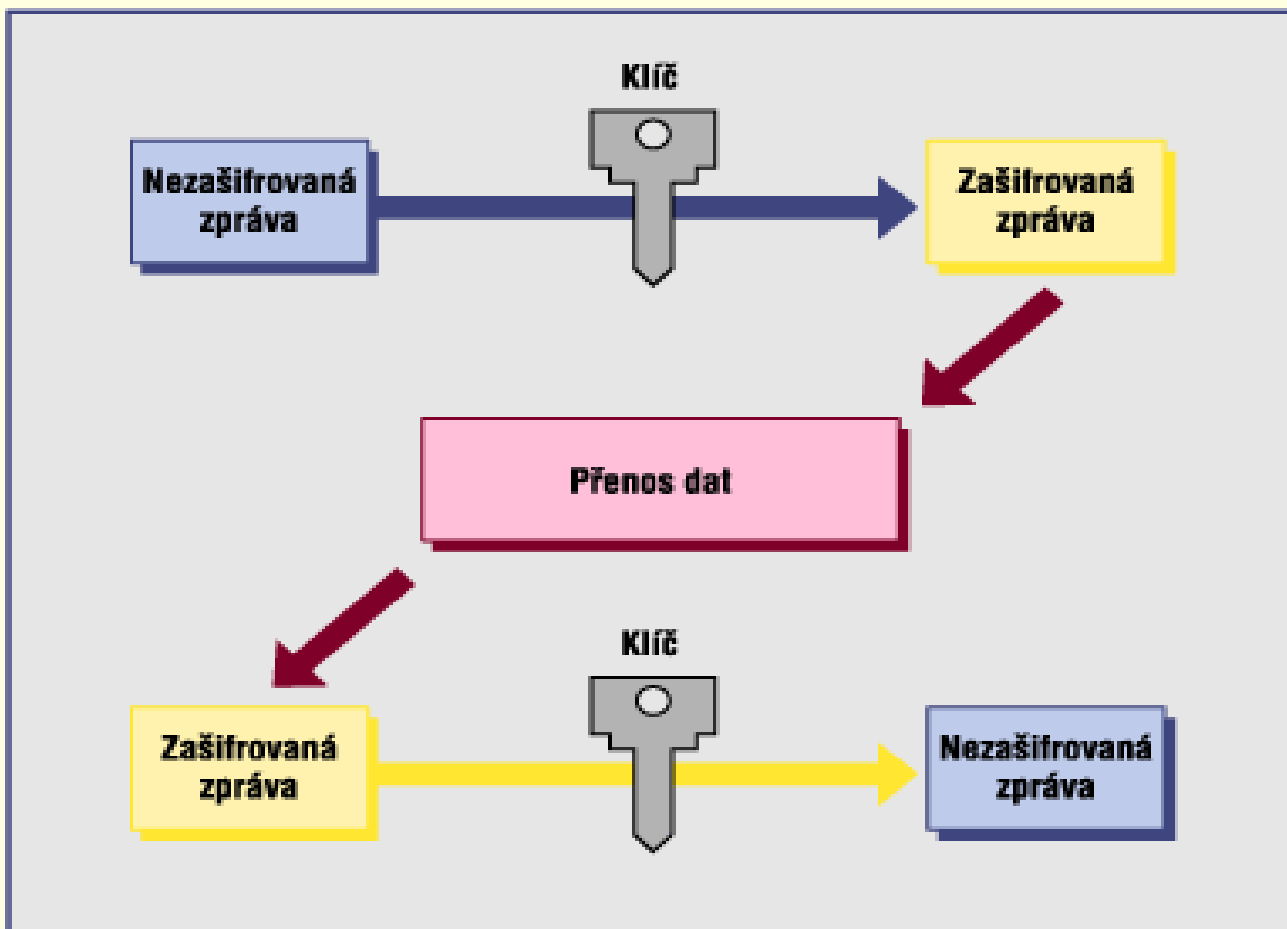 Klíč
Nezašifrovaná
zpráva
Zašifrovaná
zpráva
Přenos dat
Klíč
Zašifrovaná
zpráva
Nezašifrovaná
zpráva